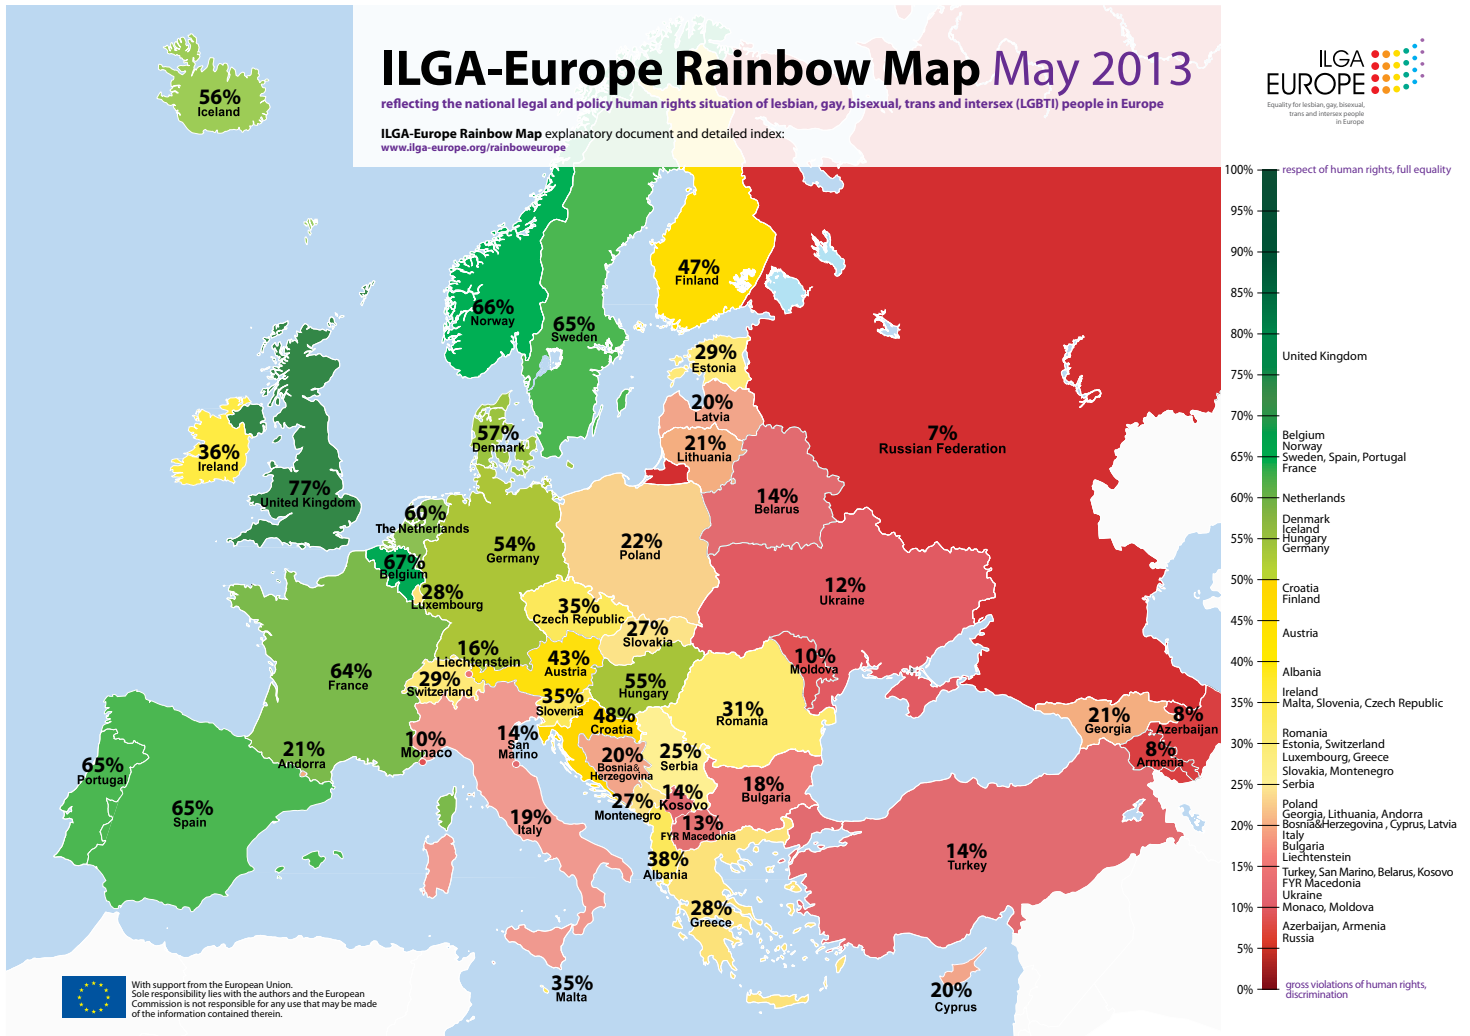 ILGA-Europe Rainbow Map May 2013
reflecting the national legal and policy human rights situation of lesbian, gay, bisexual, trans and intersex (LGBTI) people in Europe
ILGA-Europe Rainbow Map explanatory document and detailed index:
www.ilga-europe.org/rainboweurope
ILGA
EUROPE
Equality for lesbian, gay, bisexual,
trans and intersex people
in Europe
56%
Iceland
66%
Norway
65%
Sweden
47%
Finland
29%
Estonia
20%
Latvia
21%
Lithuania
7%
Russian Federation
36%
Ireland
77%
United Kingdom
57%
Denmark
60%
The Netherlands
54%
Germany
22%
Poland
14%
Belarus
67%
Belgium
28%
Luxembourg
35%
Czech Republic
12%
Ukraine
27%
Slovakia
16%
Liechtenstein
43%
Austria
64%
France
29%
Switzerland
55%
Hungary
10%
Moldova
35%
Slovenia
48%
Croatia
31%
Romania
21%
Georgia
8%
Azerbaijan
8%
Armenia
10%
Monaco
14%
San
Marino
21%
Andorra
65%
Portugal
65%
Spain
20%
Bosnia&
Herzegovina
25%
Serbia
27%
Montenegro
14%
Kosovo
18%
Bulgaria
13%
FYR Macedonia
19%
Italy
38%
Albania
14%
Turkey
28%
Greece
35%
Malta
20%
Cyprus
100%
respect of human rights, full equality
95%
90%
85%
80%
United Kingdom
75%
70%
Belgium
Norway
65%
Sweden, Spain, Portugal
France
60%
Netherlands
Denmark
Iceland
55%
Hungary
Germany
50%
Croatia
Finland
45%
Austria
40%
Albania
Ireland
35%
Malta, Slovenia, Czech Republic
Romania
30%
Estonia, Switzerland
Luxembourg, Greece
Slovakia, Montenegro
25%
Serbia
Poland
Georgia, Lithuania, Andorra
20%
Bosnia&Herzegovina , Cyprus, Latvia
Italy
Bulgaria
Liechtenstein
15%
Turkey, San Marino, Belarus, Kosovo
FYR Macedonia
Ukraine
10%
Monaco, Moldova
Azerbaijan, Armenia
Russia
5%
0%
gross violations of human rights,
discrimination
With support from the European Union.
Sole responsibility lies with the authors and the European
Commission is not responsible for any use that may be made
of the information contained therein.